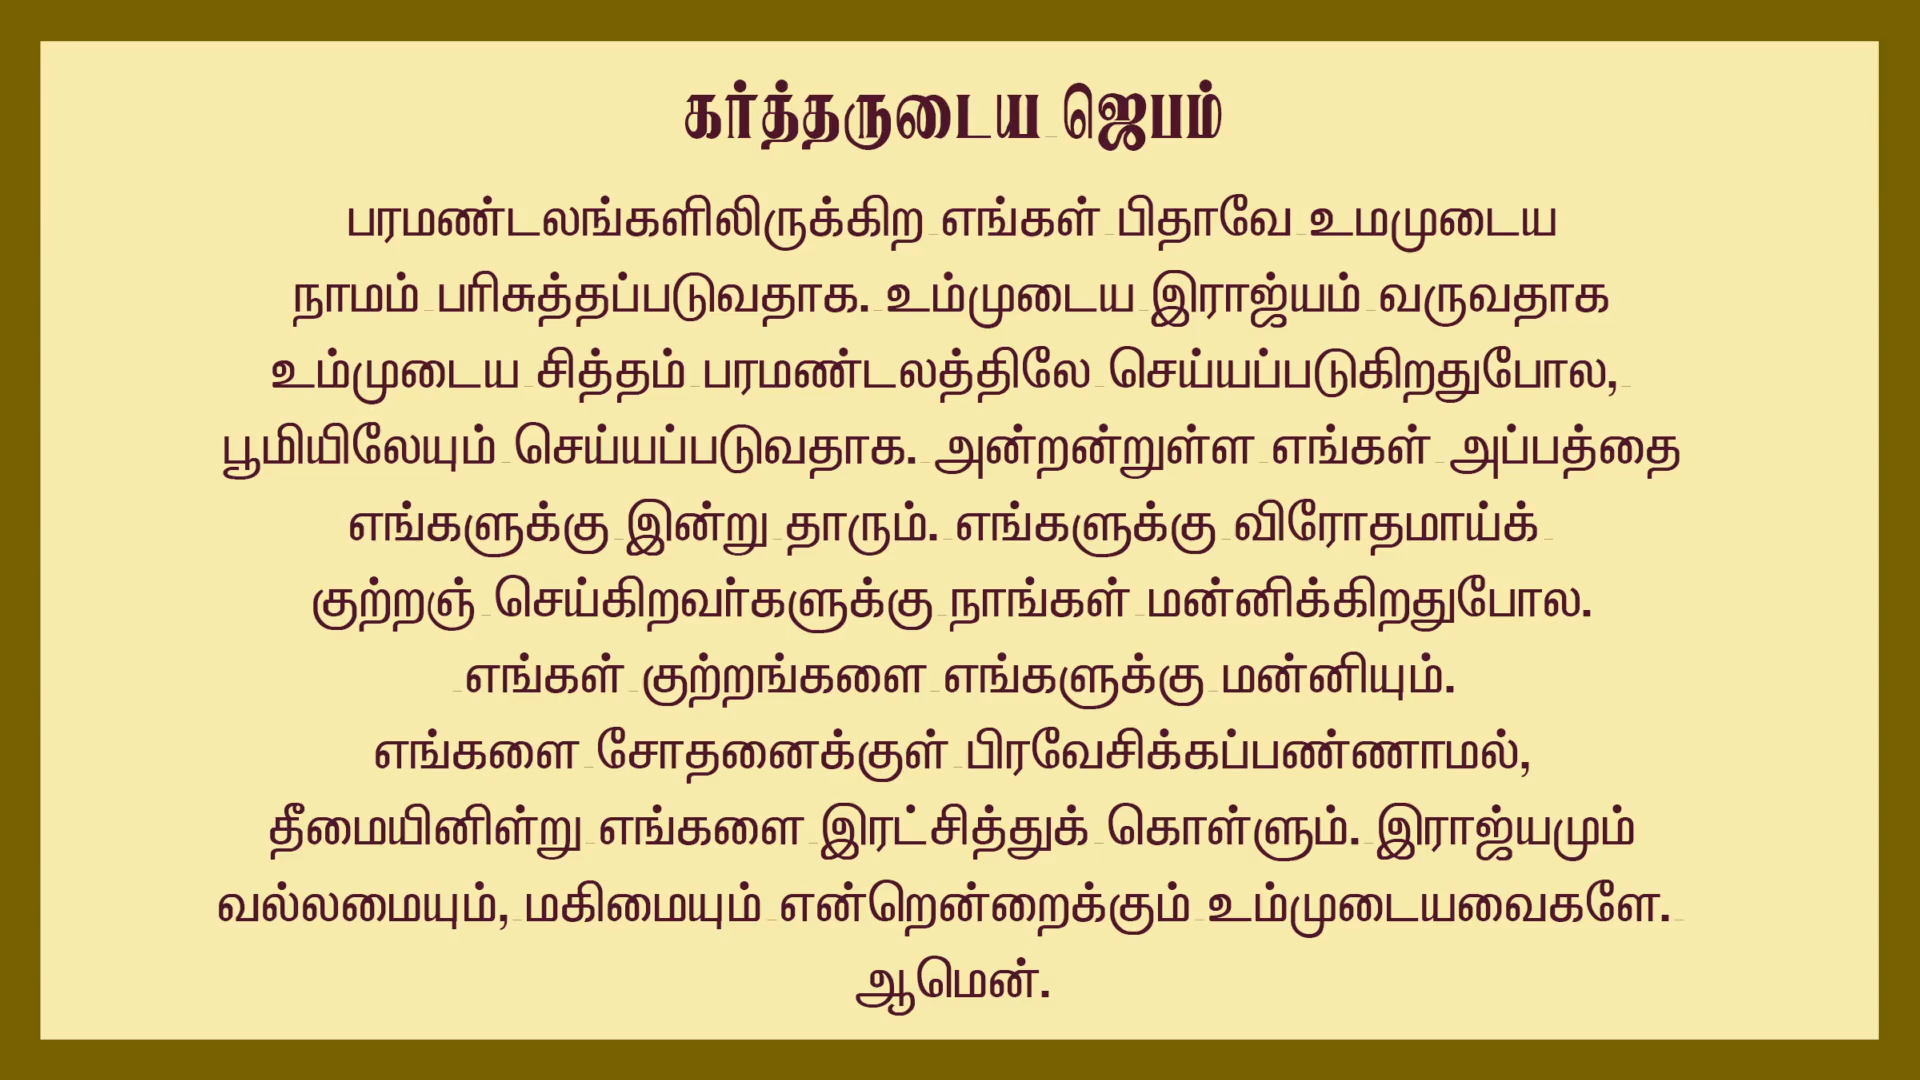 கர்த்தருடைய ஜெபம்
பரமண்டலங்களிலிருக்கிற எங்கள் பிதாவே உமமுடைய
நாமம் பரிசுத்தப்படுவதாக. உம்முடைய இராஜ்யம் வருவதாக
உம்முடைய சித்தம் பரமண்டலத்திலே செய்யப்படுகிறதுபோல,
பூமியிலேயும் செய்யப்படுவதாக. அன்றன்றுள்ள எங்கள் அப்பத்தை
எங்களுக்கு இன்று தாரும். எங்களுக்கு விரோதமாய்க்
குற்றஞ் செய்கிறவர்களுக்கு நாங்கள் மன்னிக்கிறதுபோல.
எங்கள் குற்றங்களை எங்களுக்கு மன்னியும்.
எங்களை சோதனைக்குள் பிரவேசிக்கப்பண்ணாமல்,
தீமையினின்று எங்களை இரட்சித்துக் கொள்ளும். இராஜ்யமும்
வல்லமையும், மகிமையும் என்றென்றைக்கும் உம்முடையவைகளே.
ஆமென்.